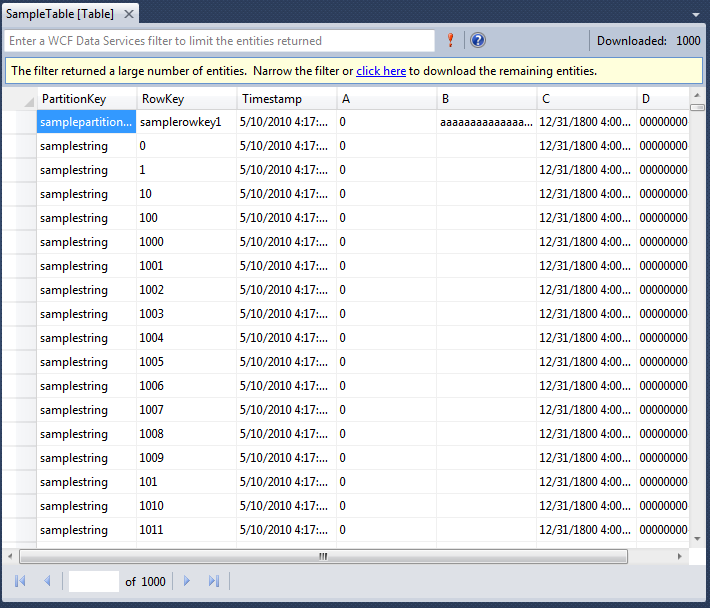 SampleTable [Table]
Enter a WCF Data Services filter to limit the entities returned Downloaded: 1000
The filter returned a large number of entities. Narrow the filter or click here to download the remaining entities.
PartitionKey RowKey Timestamp A B C D
samplepartition... samplerowkey1 5/10/2010 4:17:... 0 aaaaaaaaaaaaaa... 12/31/1800 4:00... 00000000
samplestring 0 5/10/2010 4:17:... 0 12/31/1800 4:00... 00000000
samplestring 1 5/10/2010 4:17:... 0 12/31/1800 4:00... 00000000
samplestring 10 5/10/2010 4:17:... 0 12/31/1800 4:00... 00000000
samplestring 100 5/10/2010 4:17:... 0 12/31/1800 4:00... 00000000
samplestring 1000 5/10/2010 4:17:... 0 12/31/1800 4:00... 00000000
samplestring 1001 5/10/2010 4:17:... 0 12/31/1800 4:00... 00000000
samplestring 1002 5/10/2010 4:17:... 0 12/31/1800 4:00... 00000000
samplestring 1003 5/10/2010 4:17:... 0 12/31/1800 4:00... 00000000
samplestring 1004 5/10/2010 4:17:... 0 12/31/1800 4:00... 00000000
samplestring 1005 5/10/2010 4:17:... 0 12/31/1800 4:00... 00000000
samplestring 1006 5/10/2010 4:17:... 0 12/31/1800 4:00... 00000000
samplestring 1007 5/10/2010 4:17:... 0 12/31/1800 4:00... 00000000
samplestring 1008 5/10/2010 4:17:... 0 12/31/1800 4:00... 00000000
samplestring 1009 5/10/2010 4:17:... 0 12/31/1800 4:00... 00000000
samplestring 101 5/10/2010 4:17:... 0 12/31/1800 4:00... 00000000
samplestring 1010 5/10/2010 4:17:... 0 12/31/1800 4:00... 00000000
samplestring 1011 5/10/2010 4:17:... 0 12/31/1800 4:00... 00000000
of 1000